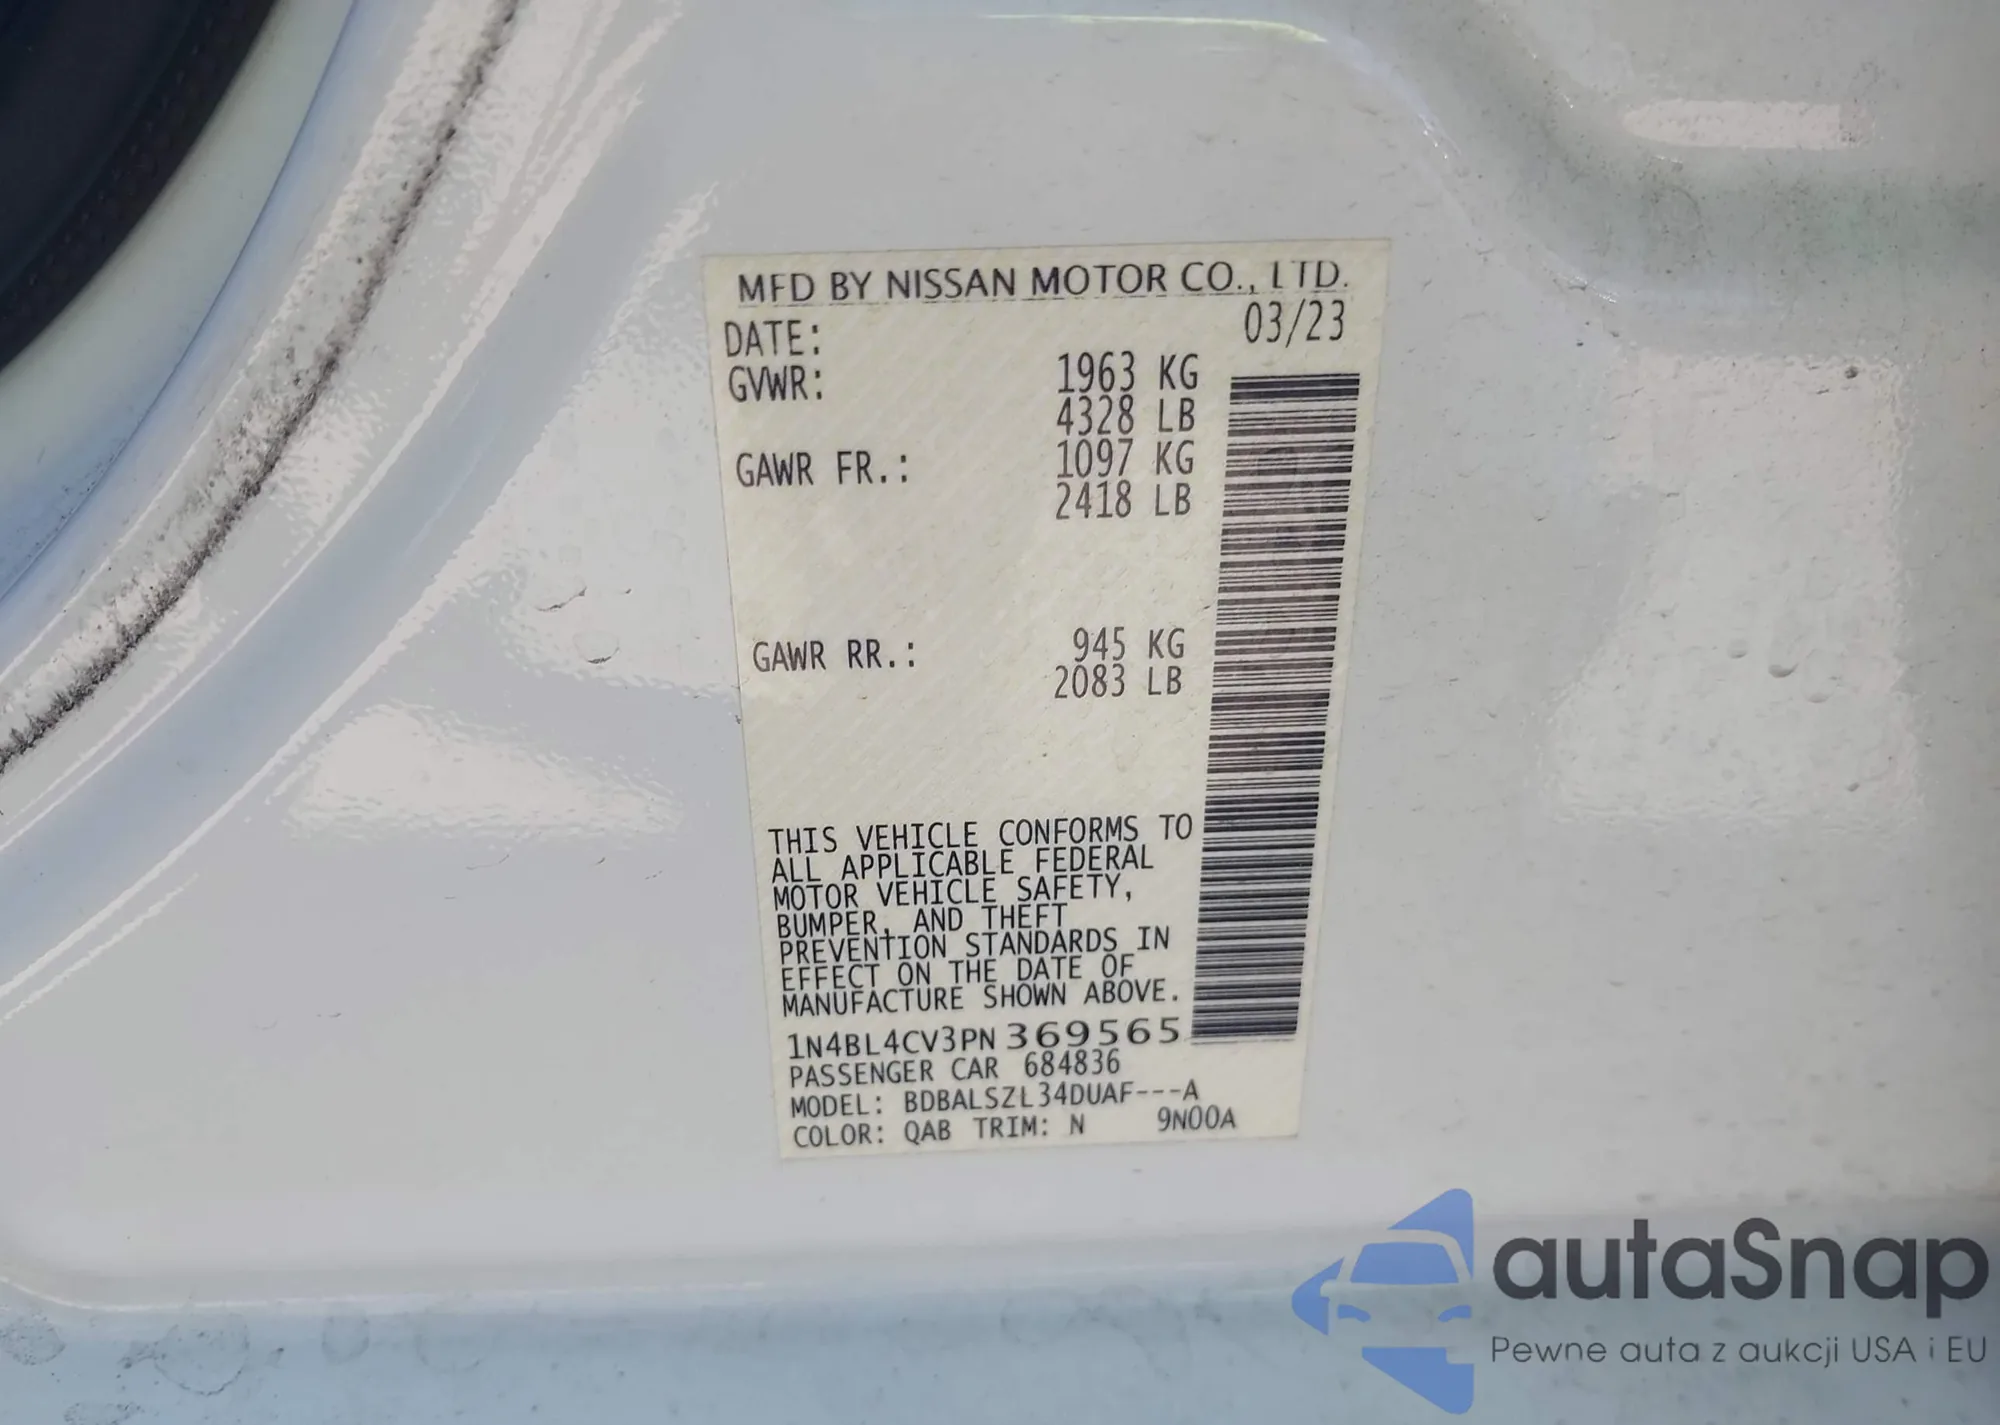 MFD BY NISSAN MOTOR CO., LTD.
DATE: 03/23
GVWR: 1963 KG
4328 LB
GAWR FR.: 1097 KG
2418 LB
GAWR RR.: 945 KG
2083 LB
THIS VEHICLE CONFORMS TO
ALL APPLICABLE FEDERAL
MOTOR VEHICLE SAFETY,
BUMPER, AND THEFT
PREVENTION STANDARDS IN
EFFECT ON THE DATE OF
MANUFACTURE SHOWN ABOVE.
1N4BL4CV3PN369565
PASSENGER CAR 684836
MODEL: BDBALSZL34DUAF---A
COLOR: QAB TRIM: N 9N00A
autaSnap
Pewne auta z aukcji USA i EU